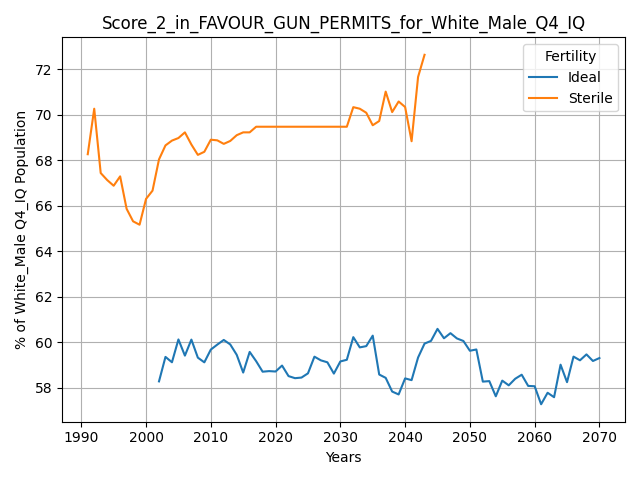 Score_2_in_FAVOUR_GUN_PERMITS_for_White_Male_Q4_IQ
% of White_Male Q4_IQ Population
72
70
68
66
64
62
60
58
Fertility
Ideal
Sterile
1990 2000 2010 2020 2030 2040 2050 2060 2070
Years